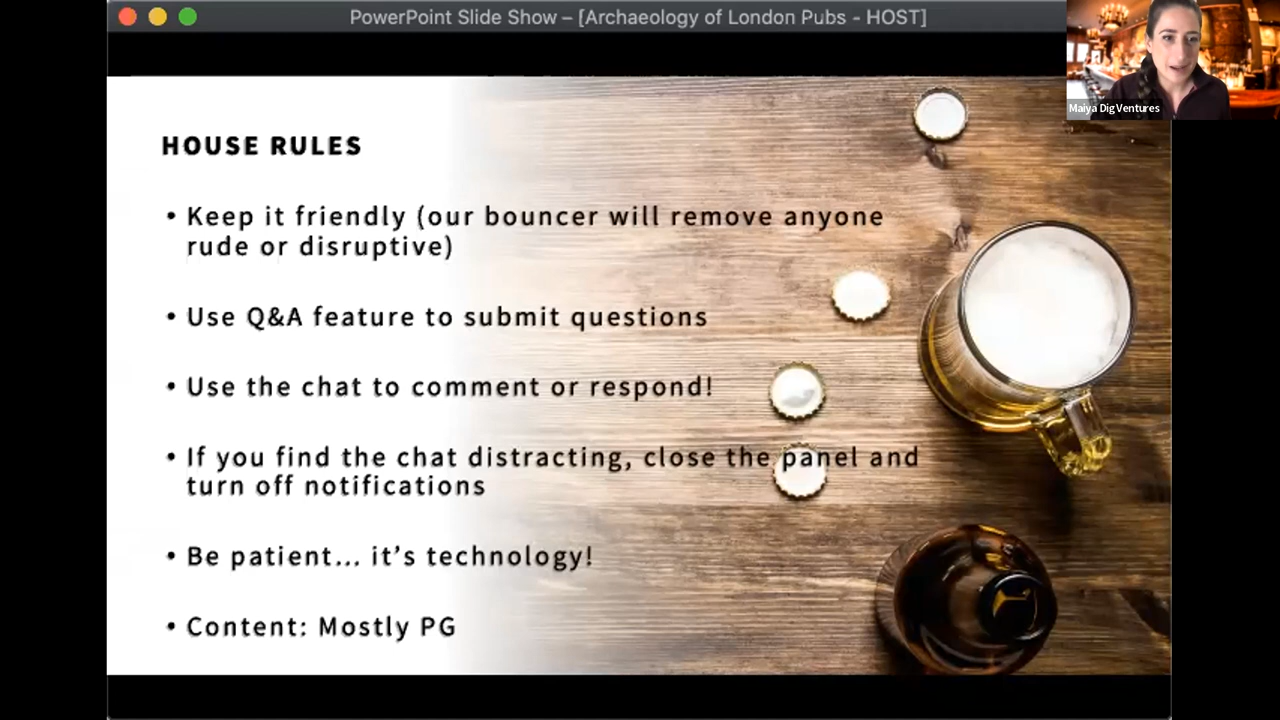 PowerPoint Slide Show – [Archaeology of London Pubs - HOST]
Maiya DigVentures
HOUSE RULES
• Keep it friendly (our bouncer will remove anyone
rude or disruptive)
• Use Q&A feature to submit questions
• Use the chat to comment or respond!
• If you find the chat distracting, close the panel and
turn off notifications
• Be patient... it’s technology!
• Content: Mostly PG